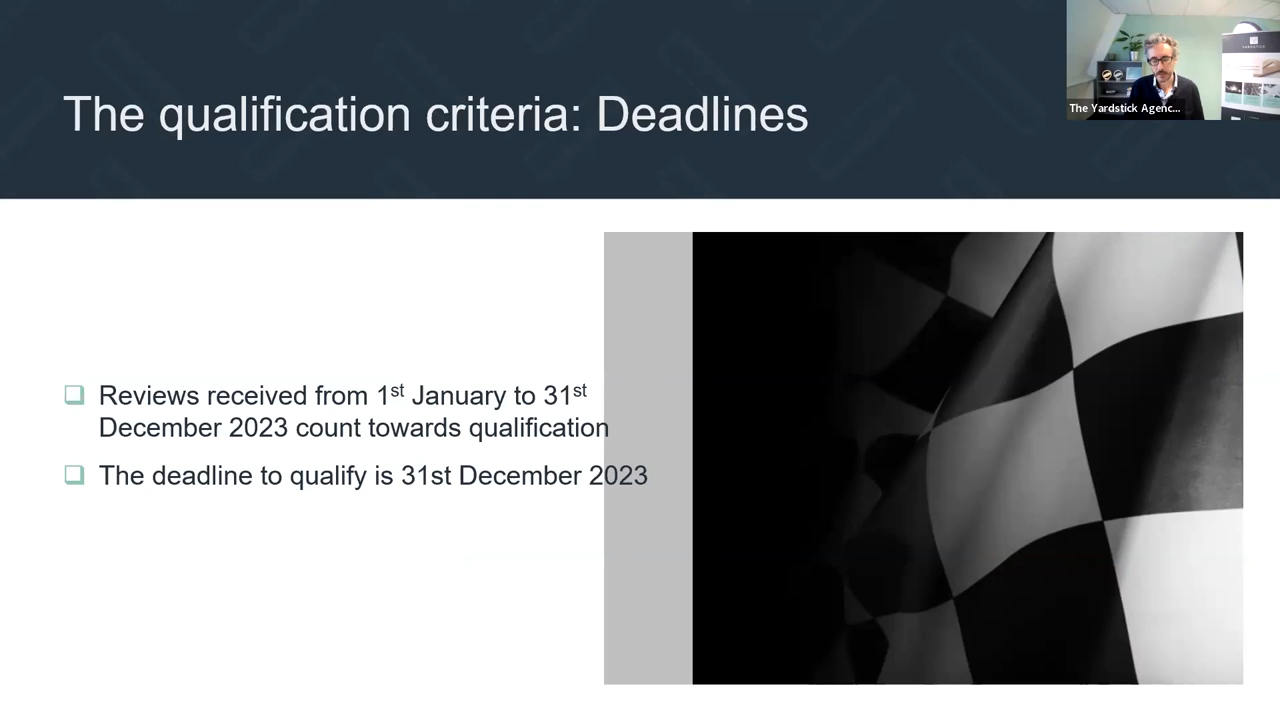 The qualification criteria: Deadlines
The Yardstick Agenc...
Reviews received from 1st January to 31st
December 2023 count towards qualification
The deadline to qualify is 31st December 2023